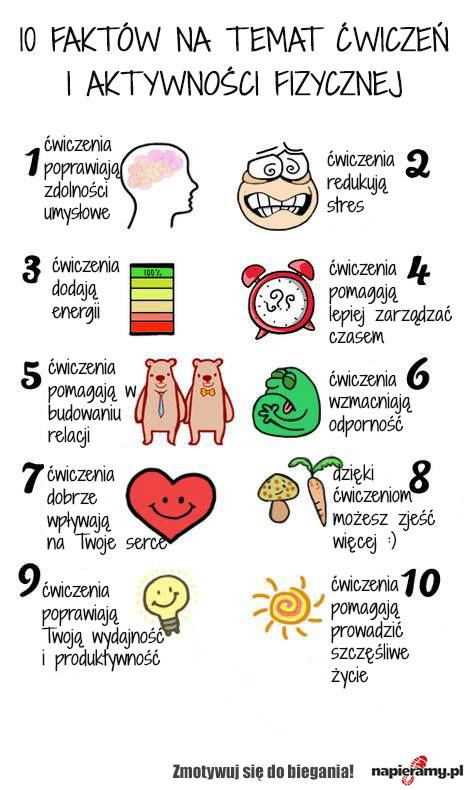 10 FAKTÓW NA TEMAT ĆWICZEŃ
I AKTYWNOŚCI FIZYCZNEJ
1
ćwiczenia
poprawiają
zdolności
umysłowe
2
ćwiczenia
redukują
stres
3
ćwiczenia
dodają
energii
100%
4
ćwiczenia
pomagają
lepiej zarządzać
czasem
5
ćwiczenia
pomagają w
budowaniu
relacji
6
ćwiczenia
wzmacniają
odporność
7
ćwiczenia
dobrze
wpływają
na Twoje serce
8
dzięki
ćwiczeniom
możesz zjeść
więcej :)
9
ćwiczenia
poprawiają
Twoją wydajność
i produktywność
10
ćwiczenia
pomagają
prowadzić
szczęśliwe
życie
Zmotywuj się do biegania! napieramy.pl